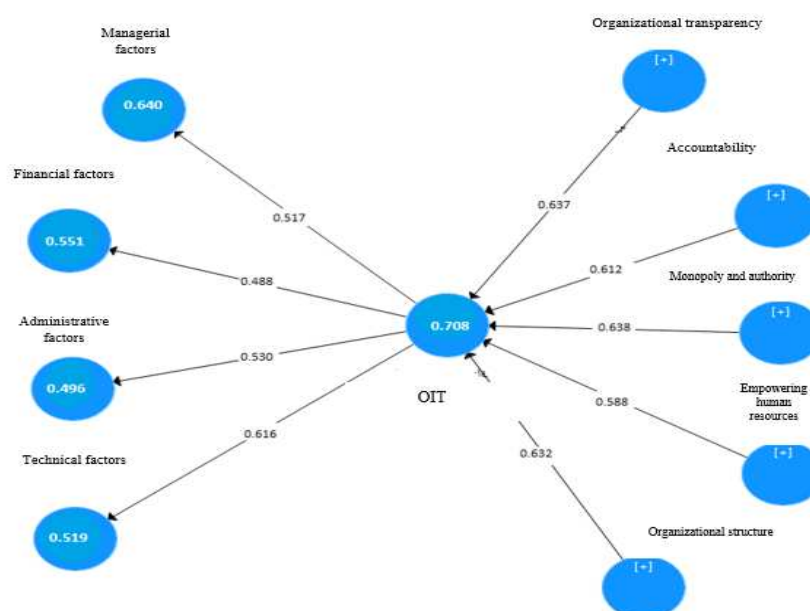 Managerial
factors
0.640
Financial factors
0.551
Administrative
factors
0.496
Technical factors
0.519
0.517
0.488
0.530
0.616
0.708
OIT
Organizational transparency
[+]
0.637
Accountability
[+]
0.612
Monopoly and authority
[+]
0.638
Empowering
human
resources
[+]
0.588
Organizational structure
[+]
0.632